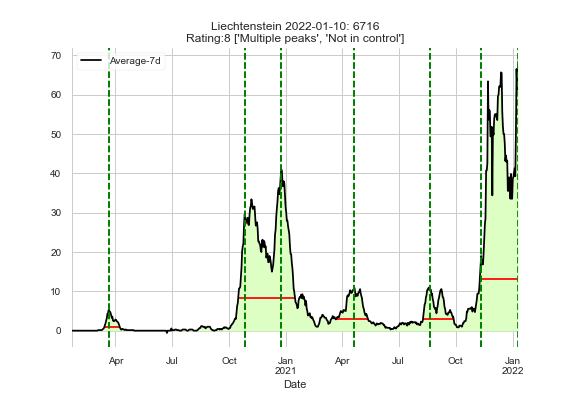 Liechtenstein 2022-01-10: 6716
Rating:8 ['Multiple peaks', 'Not in control']
Average-7d
70
60
50
40
30
20
10
0
Apr Jul Oct Jan Apr Jul Oct Jan
2021 2022
Date